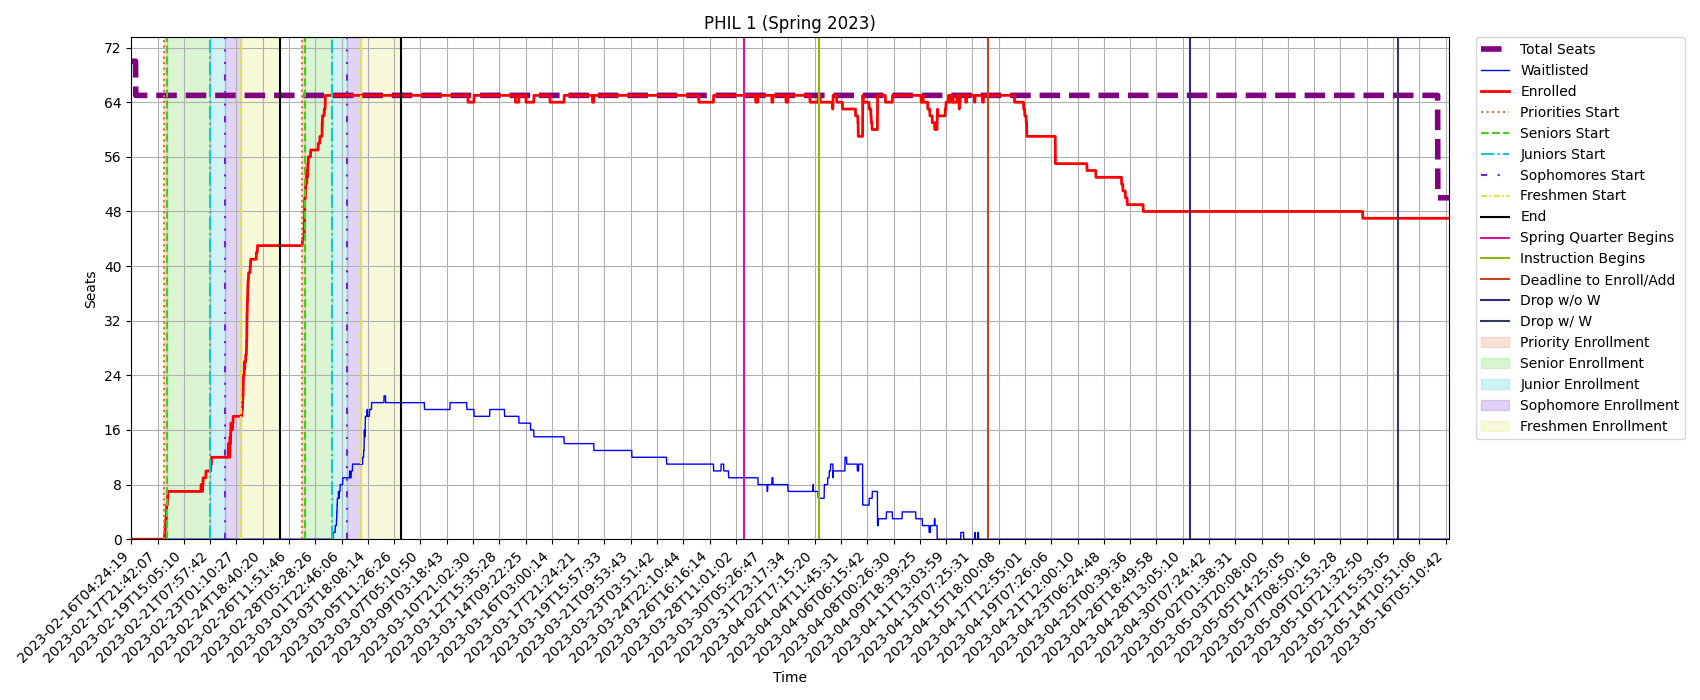 PHIL 1 (Spring 2023)
72
64
56
48
40
32
24
16
8
0
Seats
2023-02-16T04:24:19
2023-02-17T21:42:07
2023-02-19T15:05:10
2023-02-21T07:57:42
2023-02-23T01:10:27
2023-02-24T18:40:20
2023-02-26T11:51:46
2023-02-28T05:28:26
2023-03-01T22:46:06
2023-03-03T18:08:14
2023-03-05T11:26:26
2023-03-07T05:10:50
2023-03-09T03:18:43
2023-03-10T12:02:30
2023-03-12T15:35:28
2023-03-14T09:22:25
2023-03-16T03:00:14
2023-03-17T21:24:21
2023-03-19T15:57:33
2023-03-21T09:53:43
2023-03-23T03:51:42
2023-03-24T22:10:44
2023-03-26T16:16:14
2023-03-28T11:01:02
2023-03-30T05:26:47
2023-03-31T23:17:34
2023-04-02T17:15:20
2023-04-04T11:45:31
2023-04-06T06:15:42
2023-04-08T00:26:30
2023-04-09T18:39:25
2023-04-11T13:03:59
2023-04-13T07:25:31
2023-04-15T18:00:08
2023-04-17T12:55:01
2023-04-19T07:26:06
2023-04-21T12:00:10
2023-04-23T06:24:48
2023-04-25T00:39:36
2023-04-26T18:49:58
2023-04-28T13:05:10
2023-04-30T07:24:42
2023-05-02T01:38:31
2023-05-03T20:08:00
2023-05-05T14:25:05
2023-05-07T08:50:16
2023-05-09T02:53:28
2023-05-10T21:32:50
2023-05-12T15:53:05
2023-05-14T10:51:06
2023-05-16T05:10:42
Time
Total Seats
Waitlisted
Enrolled
Priorities Start
Seniors Start
Juniors Start
Sophomores Start
Freshmen Start
End
Spring Quarter Begins
Instruction Begins
Deadline to Enroll/Add
Drop w/o W
Drop w/ W
Priority Enrollment
Senior Enrollment
Junior Enrollment
Sophomore Enrollment
Freshmen Enrollment